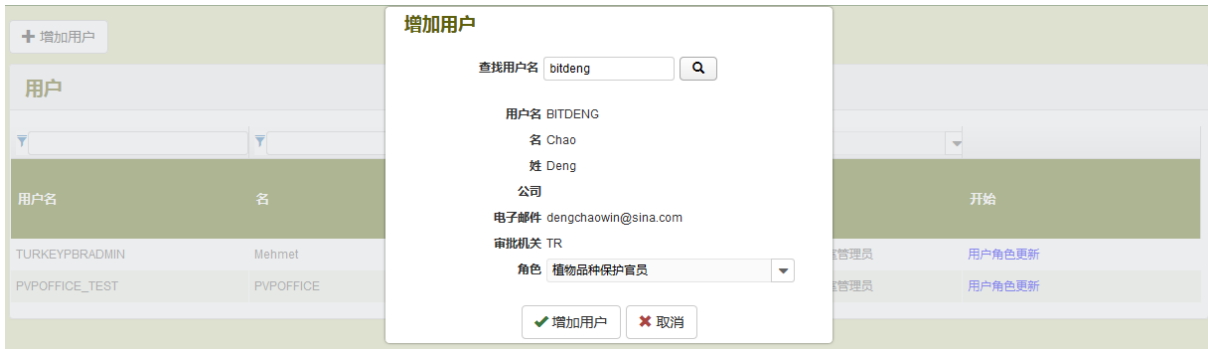 增加用户
增加用户
查找用户名 bitdeng
用户
用户名 BITDENG
名 Chao
姓 Deng
公司
用户名 名 开始
电子邮件 dengchaowin@sina.com
审批机关 TR
TURKEYPBRADMIN Mehmet 管理员 用户角色更新
角色 植物品种保护官员
PVPOFFICE_TEST PVPOFFICE 管理员 用户角色更新
增加用户 取消